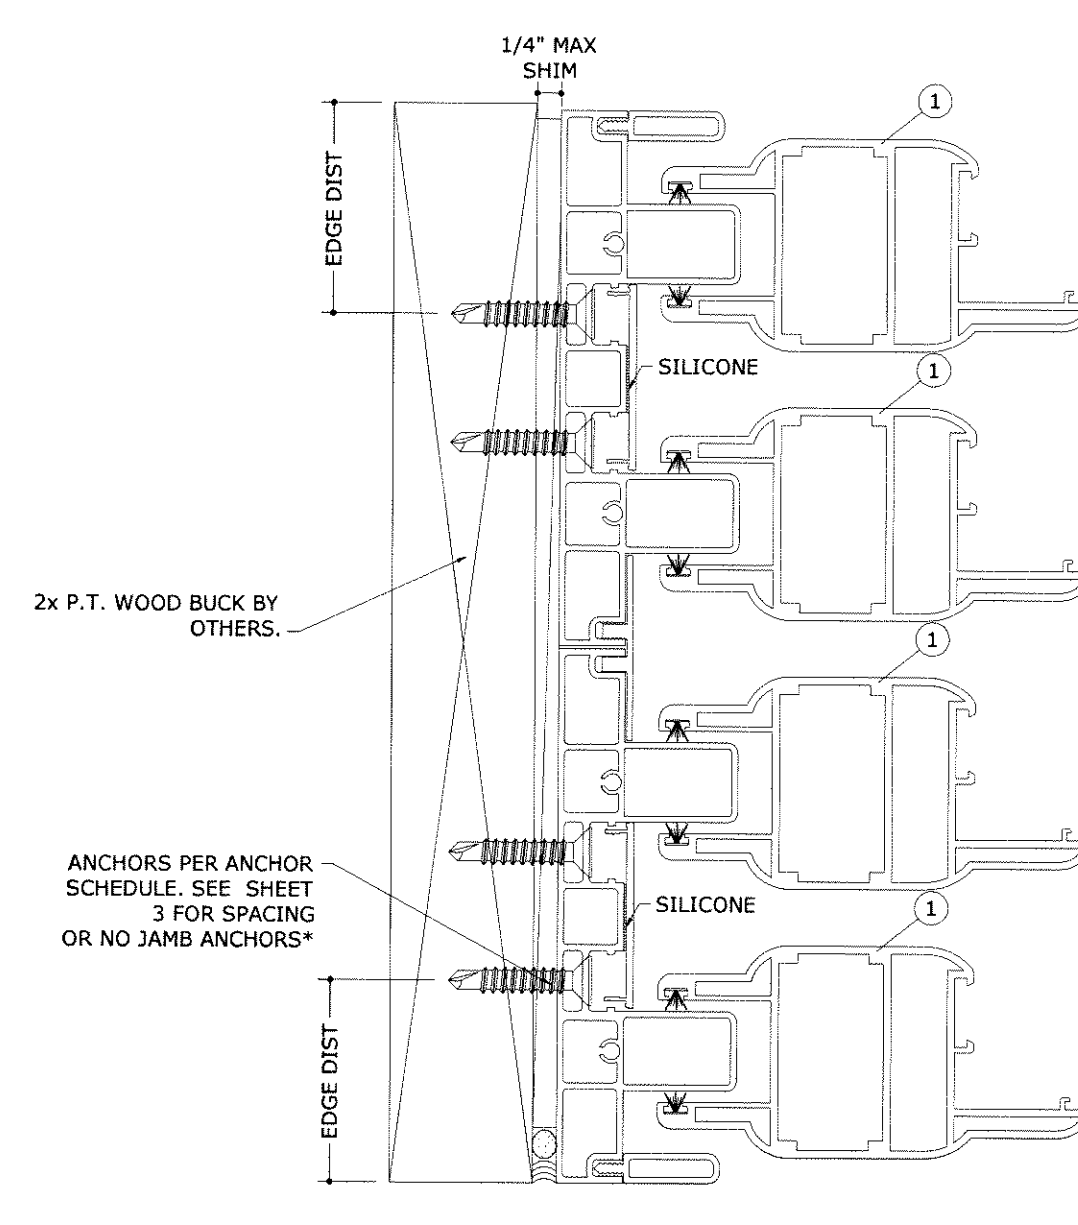 1/4" MAX
SHIM
1
EDGE DIST
SILICONE
1
2x P.T. WOOD BUCK BY
OTHERS.
1
ANCHORS PER ANCHOR
SCHEDULE. SEE SHEET
3 FOR SPACING
OR NO JAMB ANCHORS*
SILICONE
1
EDGE DIST